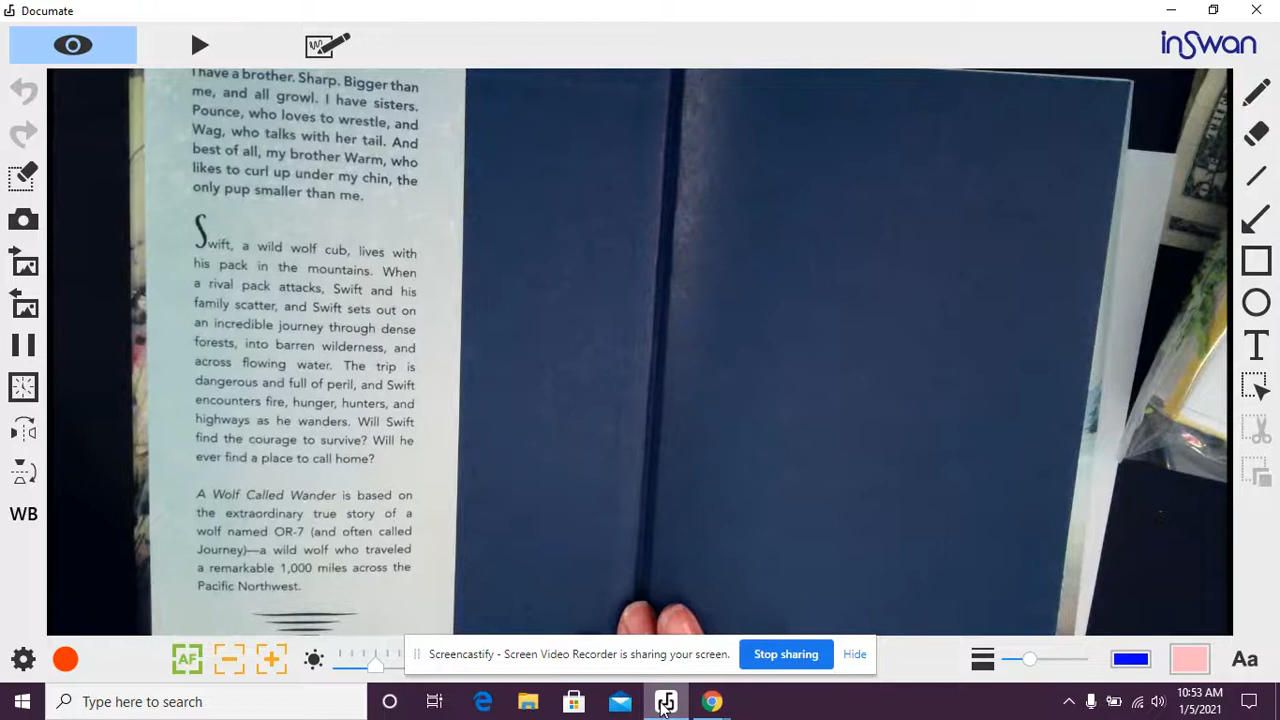 Documate
inSwan
I have a brother. Sharp. Bigger than
me, and all growl. I have sisters.
Pounce, who loves to wrestle, and
Wag, who talks with her tail. And
best of all, my brother Warm, who
likes to curl up under my chin, the
only pup smaller than me.
Swift, a wild wolf cub, lives with
his pack in the mountains. When
a rival pack attacks, Swift and his
family scatter, and Swift sets out on
an incredible journey through dense
forests, into barren wilderness, and
across flowing water. The trip is
dangerous and full of peril, and Swift
encounters fire, hunger, hunters, and
highways as he wanders. Will Swift
find the courage to survive? Will he
ever find a place to call home?
A Wolf Called Wander is based on
the extraordinary true story of a
wolf named OR-7 (and often called
Journey)—a wild wolf who traveled
a remarkable 1,000 miles across the
Pacific Northwest.
T
WB
AF
Screencastify - Screen Video Recorder is sharing your screen.
Stop sharing
Hide
Aa
Type here to search
10:53 AM
1/5/2021